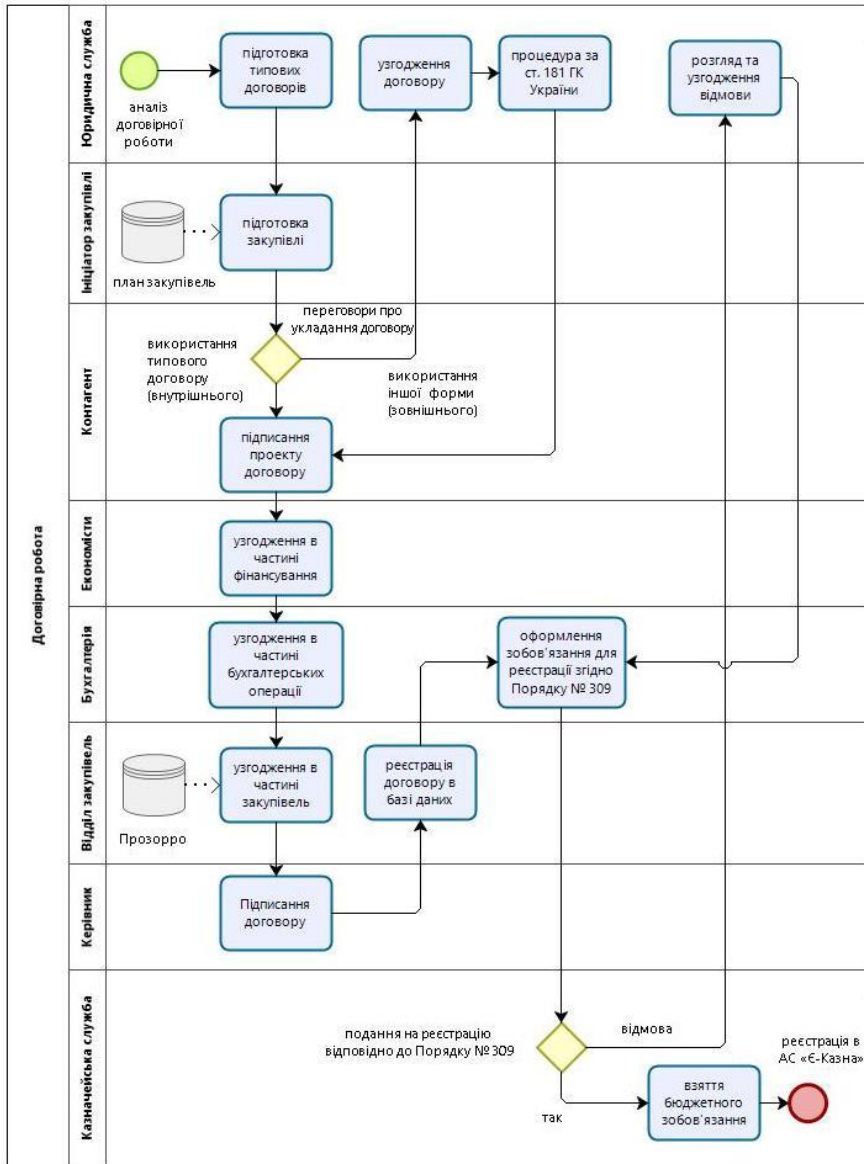 Договірна робота
Юридична служба
аналіз
договірної
роботи
підготовка
типових
договорів
узгодження
договору
процедура за
ст. 181 ГК
України
розгляд та
узгодження
відмови
Ініціатор закупівлі
план закупівель
підготовка
закупівлі
Контагент
переговори про
укладання договору
використання
типового
договору
(внутрішнього)
використання
іншої форми
(зовнішнього)
підписання
проекту
договору
Економісти
узгодження в
частині
фінансування
Бухгалтерія
узгодження в
частині
бухгалтерських
операції
оформлення
зобов'язання для
реєстрації згідно
Порядку № 309
Відділ закупівель
Прозорро
узгодження в
частині
закупівель
реєстрація
договору в
базі даних
Керівник
Підписання
договору
Казначейська служба
подання на реєстрацію
відповідно до Порядку № 309
відмова
так
взяття
бюджетного
зобов'язання
реєстрація в
АС «Є-Казна»